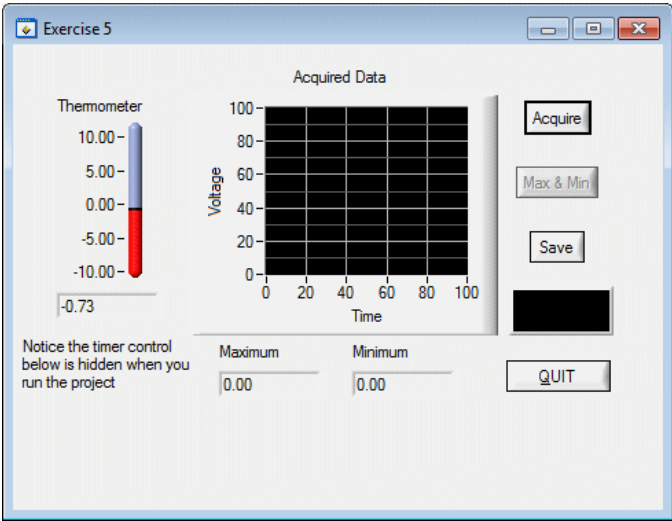 Exercise 5
Acquired Data
Thermometer
10.00
5.00
0.00
-5.00
-10.00
-0.73
Notice the timer control
below is hidden when you
run the project
100
80
60
40
20
0
Voltage
0 20 40 60 80 100
Time
Maximum
0.00
Minimum
0.00
Acquire
Max & Min
Save
QUIT